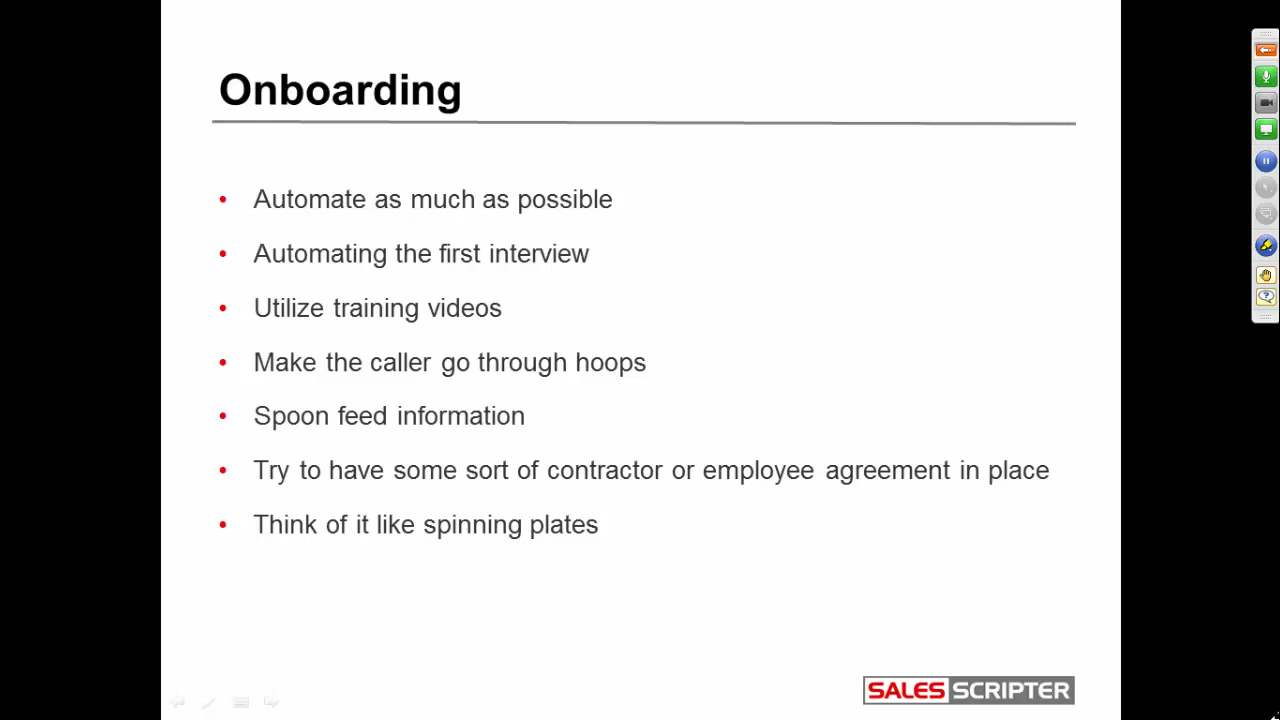 Onboarding
• Automate as much as possible
• Automating the first interview
• Utilize training videos
• Make the caller go through hoops
• Spoon feed information
• Try to have some sort of contractor or employee agreement in place
• Think of it like spinning plates
SALES SCRIPTER